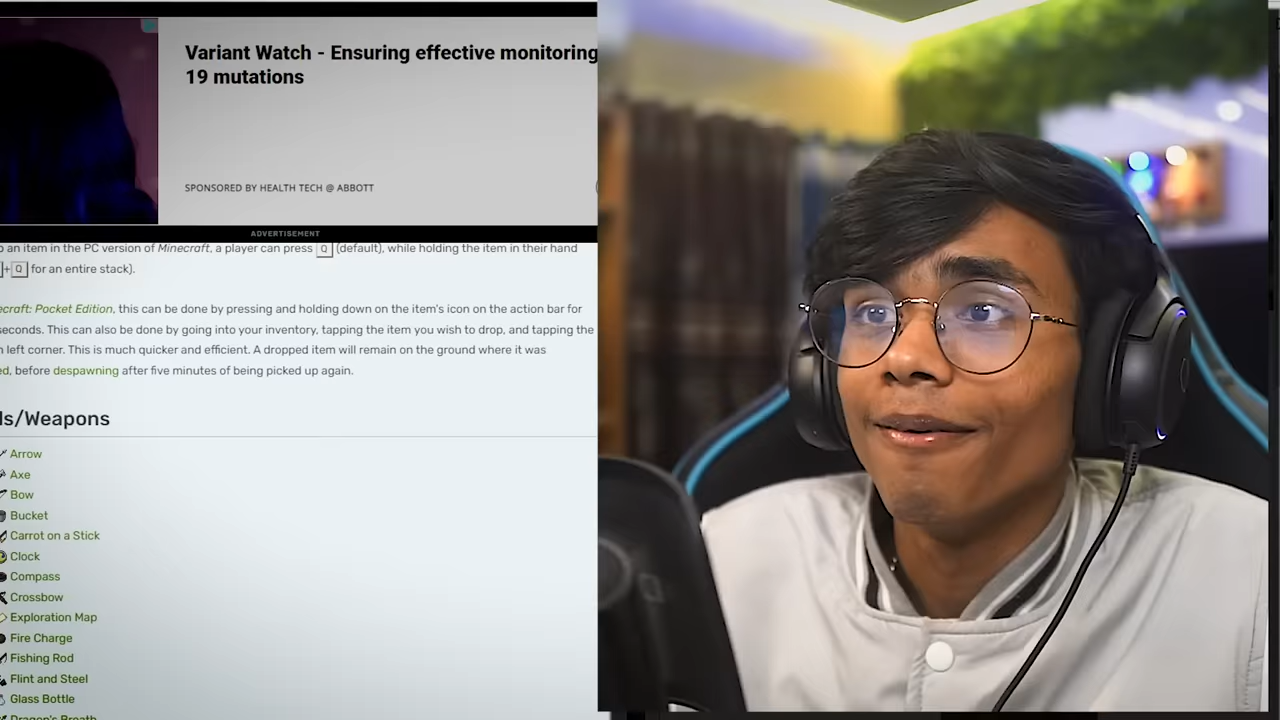 Variant Watch - Ensuring effective monitoring
19 mutations
SPONSORED BY HEALTH TECH @ ABBOTT
ADVERTISEMENT
an item in the PC version of Minecraft, a player can press Q (default), while holding the item in their hand
+ Q for an entire stack).
ecraft: Pocket Edition, this can be done by pressing and holding down on the item's icon on the action bar for
seconds. This can also be done by going into your inventory, tapping the item you wish to drop, and tapping the
left corner. This is much quicker and efficient. A dropped item will remain on the ground where it was
ed, before despawning after five minutes of being picked up again.
ls/Weapons
Arrow
Axe
Bow
Bucket
Carrot on a Stick
Clock
Compass
Crossbow
Exploration Map
Fire Charge
Fishing Rod
Flint and Steel
Glass Bottle
Dragon's Breath